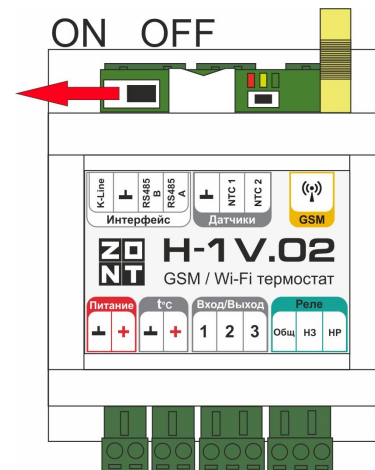 ON OFF
K-Line ⊥ RS485 B RS485 A
⊥ NTC 1 NTC 2
Интерфейс Датчики GSM
ZONT H-1V.02
GSM / Wi-Fi термостат
Питание t°C Вход/Выход Реле
⊥ + ⊥ + 1 2 3 Общ НЗ НР